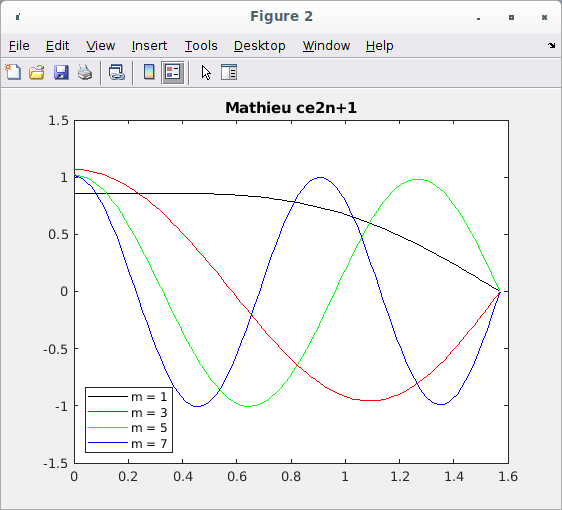 Figure 2
File Edit View Insert Tools Desktop Window Help
Mathieu ce2n+1
1.5
1
0.5
0
-0.5
-1
-1.5
m = 1
m = 3
m = 5
m = 7
0 0.2 0.4 0.6 0.8 1 1.2 1.4 1.6